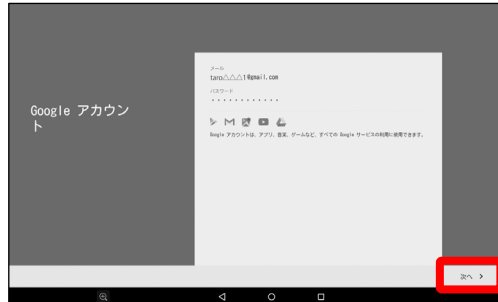 Google アカウン
ト
メール
taro△△△1@gmail.com
パスワード
············
Google アカウントは、アプリ、音楽、ゲームなど、すべての Google サービスの利用に使用できます。
次へ >